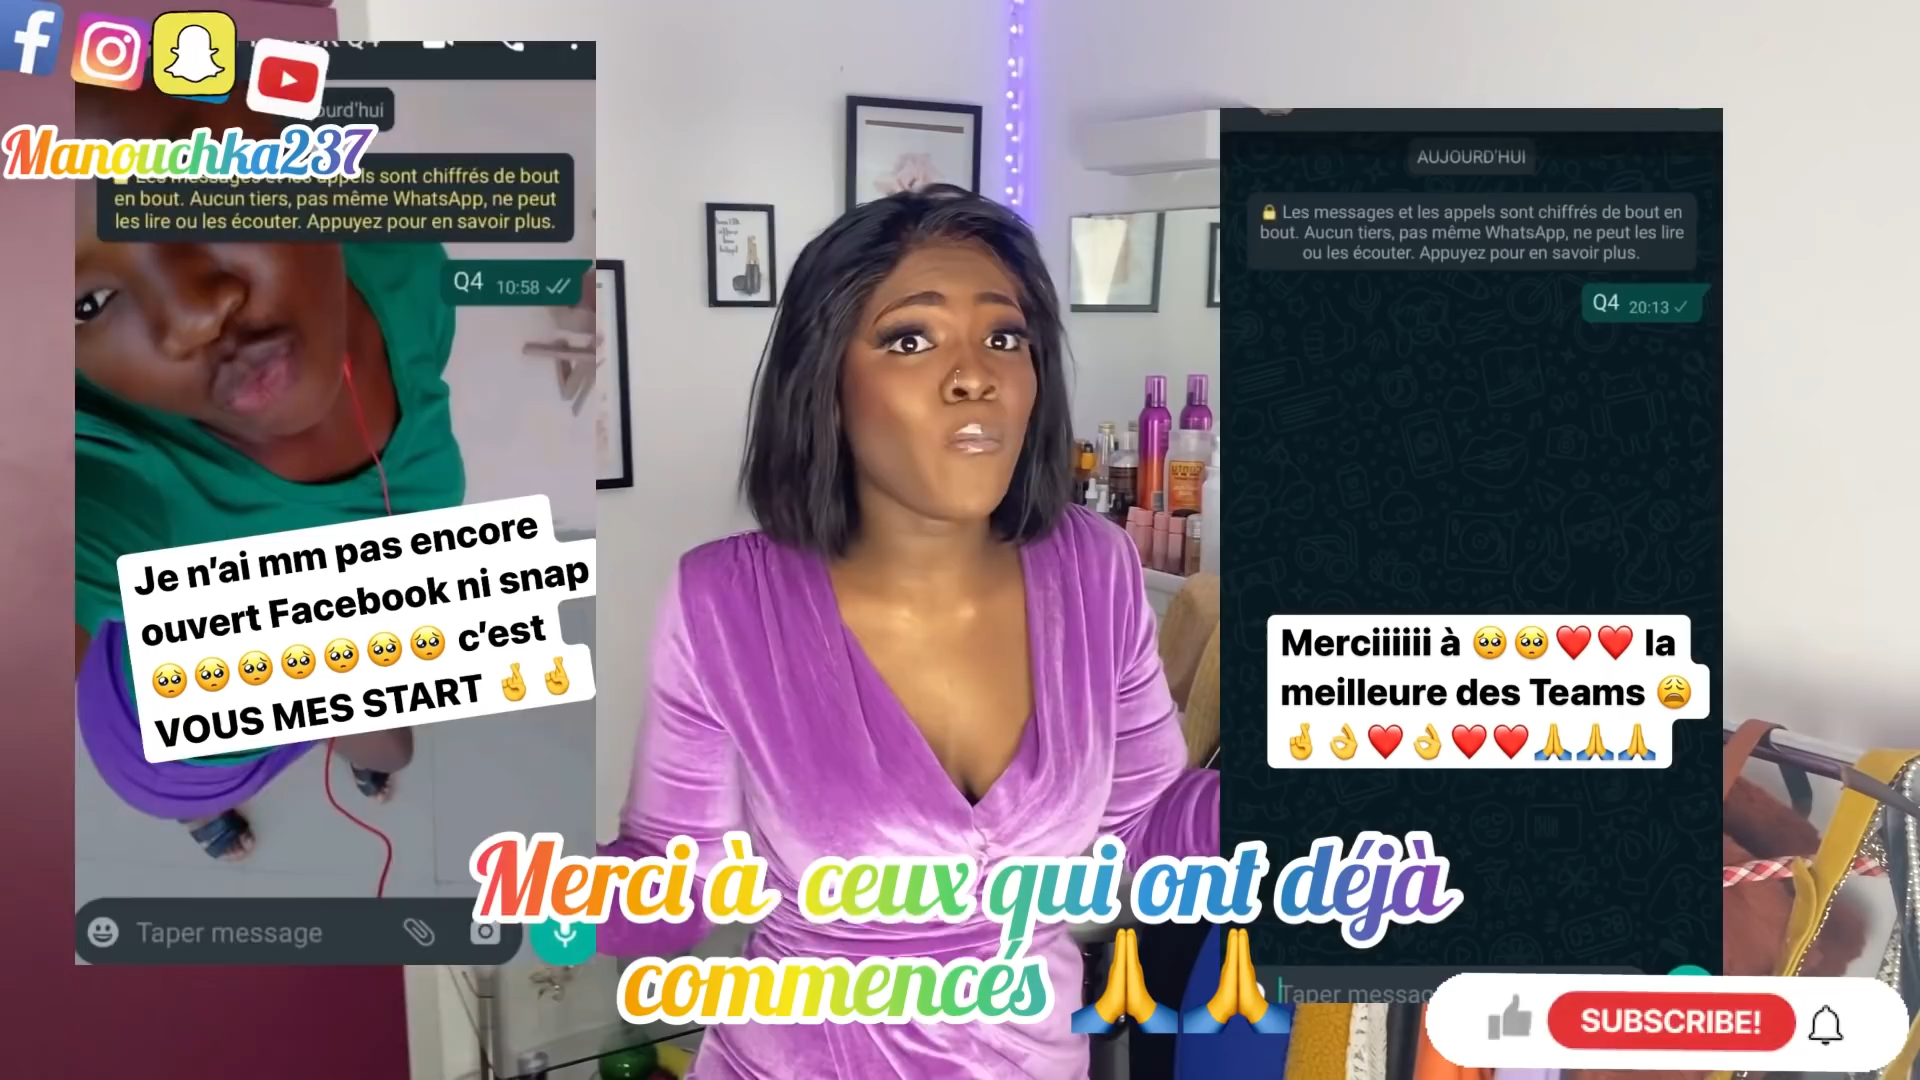 Manouchka237
ourd'hui
Les messages et les appels sont chiffrés de bout
en bout. Aucun tiers, pas même WhatsApp, ne peut
les lire ou les écouter. Appuyez pour en savoir plus.
Q4 10:58
Je n'ai mm pas encore
ouvert Facebook ni snap
🥺🥺🥺🥺🥺🥺🥺 c'est
VOUS MES START 🤞🤞
Taper message
AUJOURD'HUI
Les messages et les appels sont chiffrés de bout en
bout. Aucun tiers, pas même WhatsApp, ne peut les lire
ou les écouter. Appuyez pour en savoir plus.
Q4 20:13
Merciiiiii à 🥺🥺❤️❤️ la
meilleure des Teams 😩
🤞👌❤️👌❤️❤️🙏🙏🙏
Taper messag
Merci à ceux qui ont déjà
commencés 🙏🙏
SUBSCRIBE!